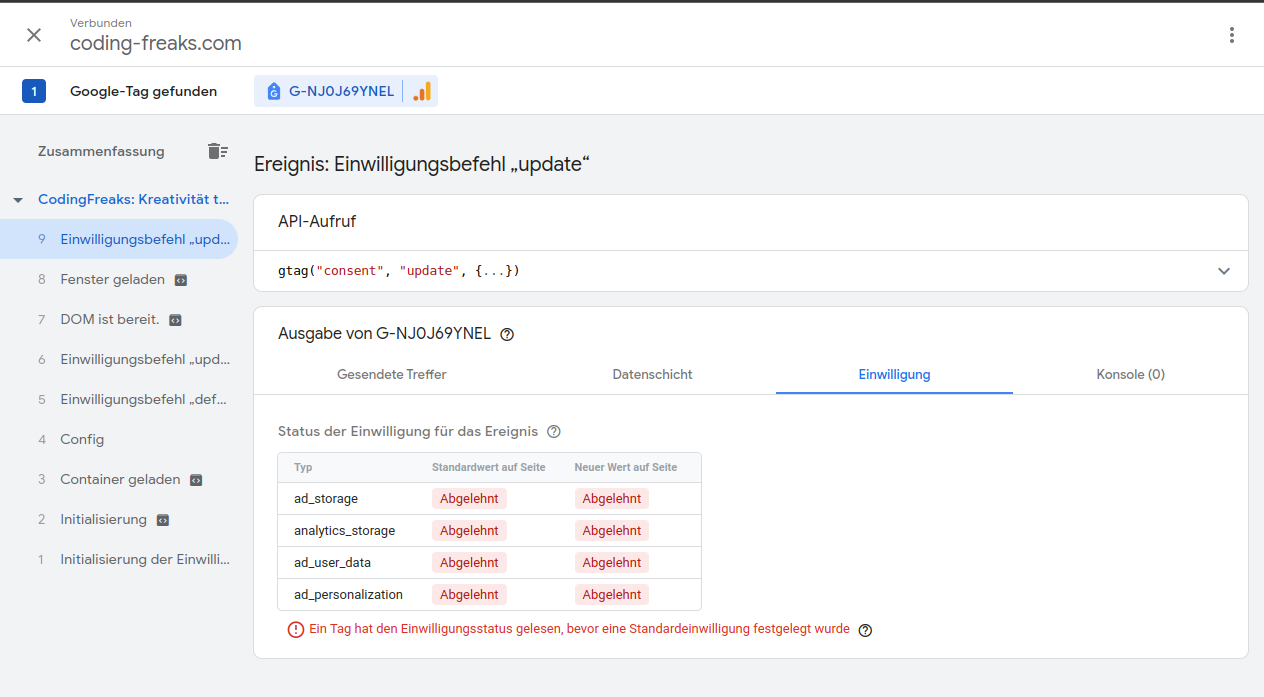 Verbunden
coding-freaks.com
1 Google-Tag gefunden G-NJ0J69YNEL
Zusammenfassung
CodingFreaks: Kreativität t...
9 Einwilligungsbefehl „upd...
8 Fenster geladen
7 DOM ist bereit.
6 Einwilligungsbefehl „upd...
5 Einwilligungsbefehl „def...
4 Config
3 Container geladen
2 Initialisierung
1 Initialisierung der Einwilli...
Ereignis: Einwilligungsbefehl „update“
API-Aufruf
gtag("consent", "update", {...})
Ausgabe von G-NJ0J69YNEL
Gesendete Treffer Datenschicht Einwilligung Konsole (0)
Status der Einwilligung für das Ereignis
Typ Standardwert auf Seite Neuer Wert auf Seite
ad_storage Abgelehnt Abgelehnt
analytics_storage Abgelehnt Abgelehnt
ad_user_data Abgelehnt Abgelehnt
ad_personalization Abgelehnt Abgelehnt
Ein Tag hat den Einwilligungsstatus gelesen, bevor eine Standardeinwilligung festgelegt wurde